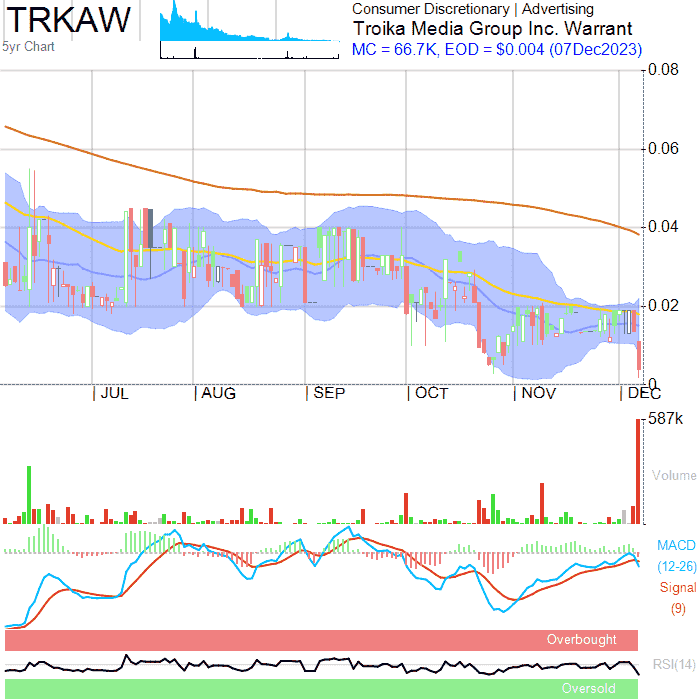 TRKAW
5yr Chart
Consumer Discretionary | Advertising
Troika Media Group Inc. Warrant
MC = 66.7K, EOD = $0.004 (07Dec2023)
0.08
0.06
0.04
0.02
0
JUL AUG SEP OCT NOV DEC
587k
Volume
MACD
(12-26)
Signal
(9)
Overbought
RSI(14)
Oversold